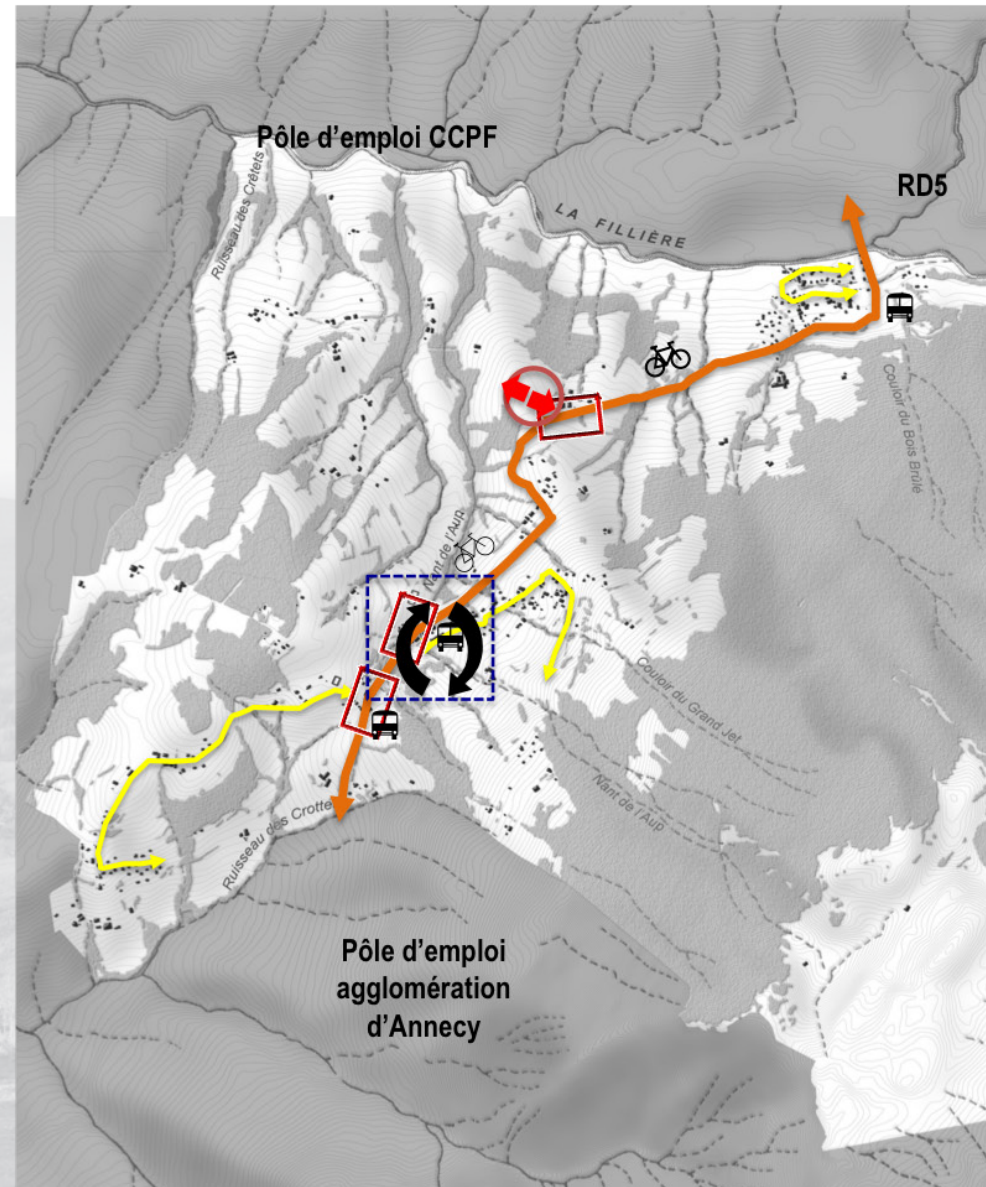 Pôle d'emploi CCPF
RD5
Ruisseau des Crêtets
LA FILLIÈRE
Couloir du Bois Brûlé
Nant de l'Aup
Couloir du Grand Jet
Nant de l'Aup
Ruisseau des Crotte
Pôle d'emploi
agglomération
d'Annecy